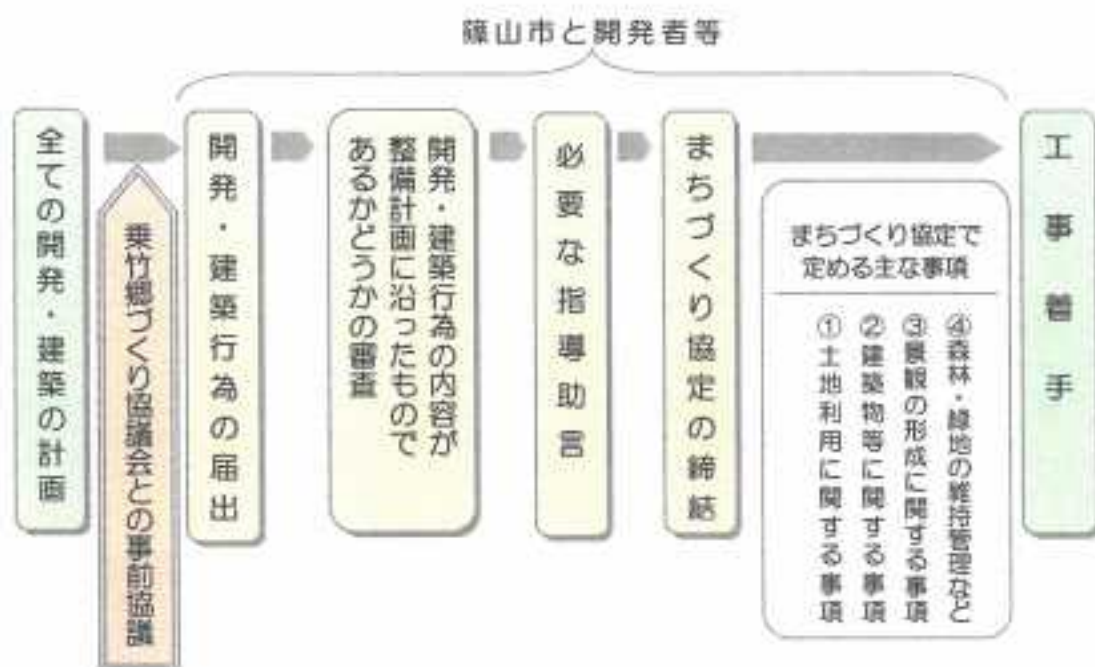 篠山市と開発者等
全ての開発・建築の計画
乗竹郷づくり協議会との事前協議
開発・建築行為の届出
開発・建築行為の内容が
整備計画に沿ったもので
あるかどうかの審査
必要な指導助言
まちづくり協定の締結
まちづくり協定で
定める主な事項
①土地利用に関する事項
②建築物等に関する事項
③景観の形成に関する事項
④森林・緑地の維持管理など
工事着手